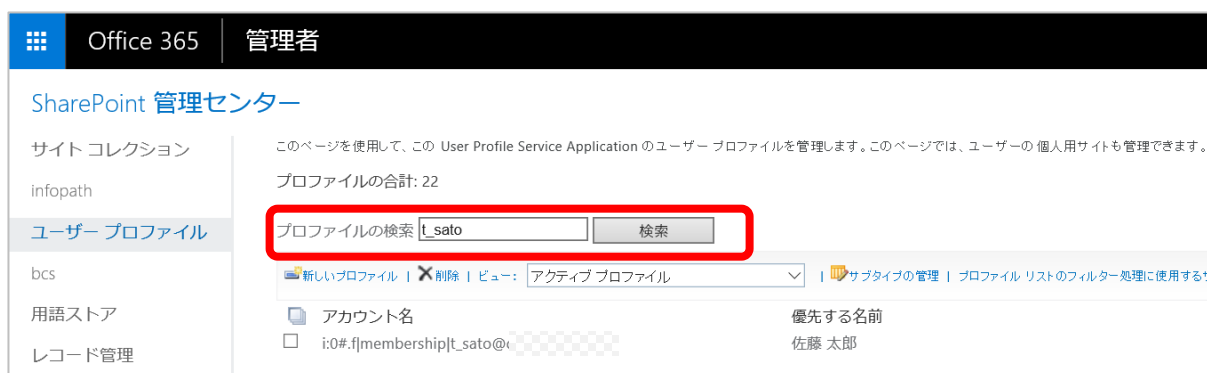 Office 365 管理者
SharePoint 管理センター
サイト コレクション
infopath
ユーザー プロファイル
bcs
用語ストア
レコード管理
このページを使用して、この User Profile Service Application のユーザー プロファイルを管理します。このページでは、ユーザーの 個人用サイトも管理できます。
プロファイルの合計: 22
プロファイルの検索 t_sato 検索
新しいプロファイル | 削除 | ビュー: アクティブ プロファイル | サブタイプの管理 | プロファイル リストのフィルター処理に使用する
アカウント名 優先する名前
i:0#.f|membership|t_sato@ 佐藤 太郎